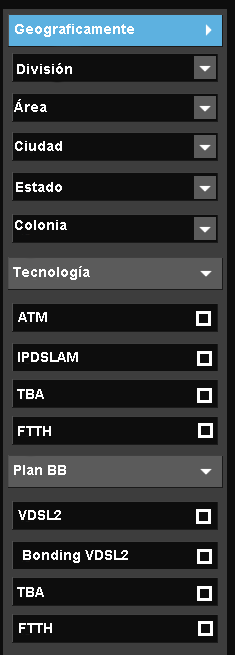 Geograficamente
División
Área
Ciudad
Estado
Colonia
Tecnología
ATM
IPDSLAM
TBA
FTTH
Plan BB
VDSL2
Bonding VDSL2
TBA
FTTH